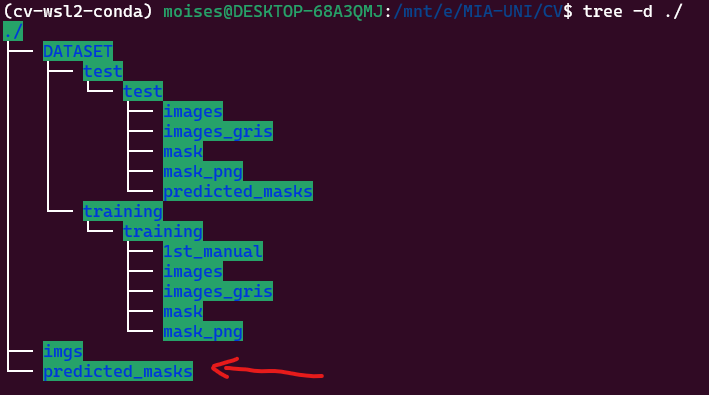 (cv-wsl2-conda) moises@DESKTOP-68A3QMJ:/mnt/e/MIA-UNI/CV$ tree -d ./
./
├── DATASET
│   ├── test
│   │   └── test
│   │       ├── images
│   │       ├── images_gris
│   │       ├── mask
│   │       ├── mask_png
│   │       └── predicted_masks
│   └── training
│       └── training
│           ├── 1st_manual
│           ├── images
│           ├── images_gris
│           ├── mask
│           └── mask_png
├── imgs
└── predicted_masks